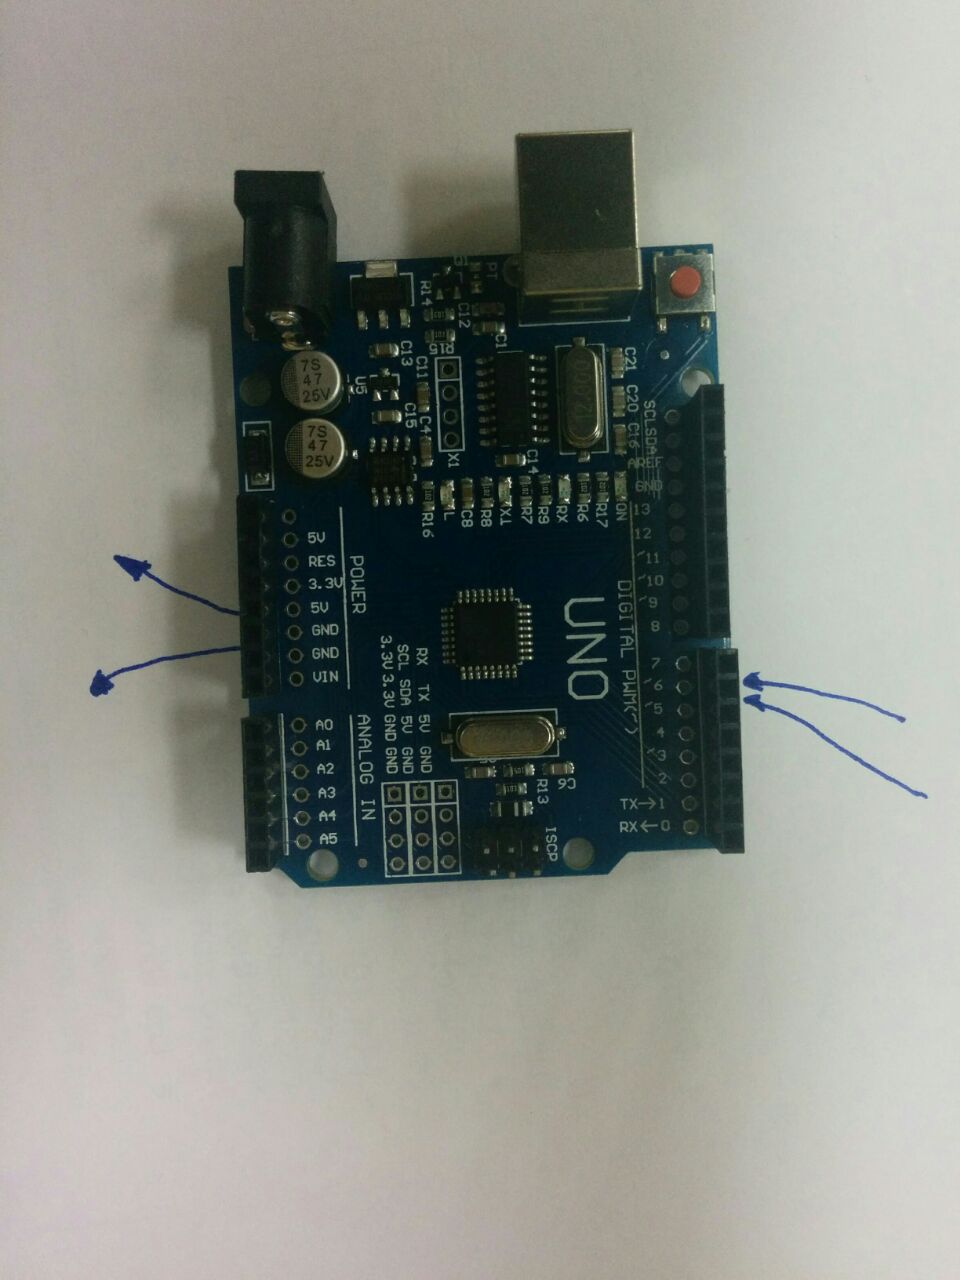 R14
C12
PT
C1
R15
C13
C11
U5
C15
C4
X1
C14
C21
C20
C16
7S
47
25V
7S
47
25V
12.000
SCL
SDA
AREF
GND
13
12
~11
~10
~9
8
7
~6
~5
4
~3
2
TX→1
RX←0
DIGITAL PWM(~)
R16
L
C8
R8
TX
R7
R9
RX
R6
R17
ON
5V
RES
3.3V
5V
GND
GND
VIN
POWER
UNO
RX TX 5V GND
SCL SDA 5V GND
3.3V 3.3V GND GND
A0
A1
A2
A3
A4
A5
ANALOG IN
R13
C6
ISCP